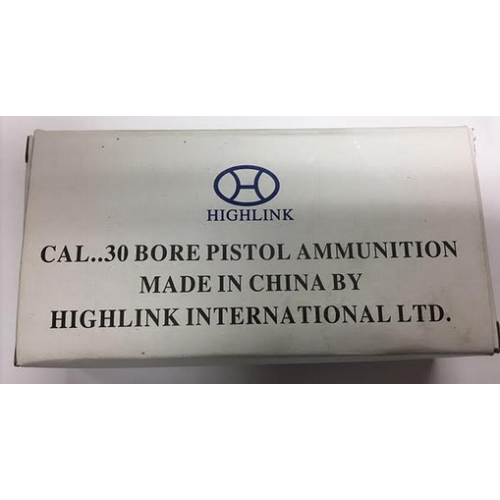 HIGHLINK
CAL..30 BORE PISTOL AMMUNITION
MADE IN CHINA BY
HIGHLINK INTERNATIONAL LTD.